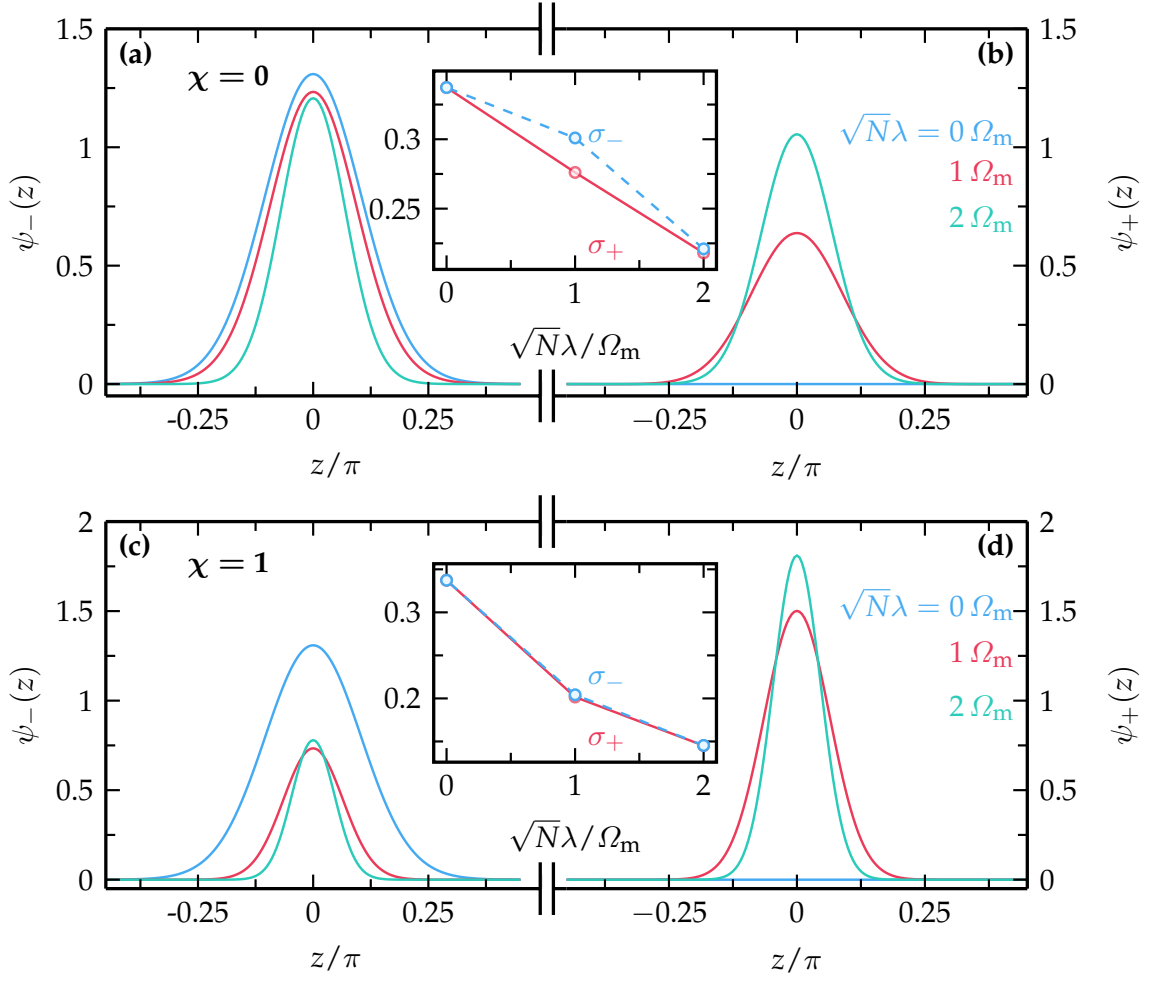 (a)
χ = 0
1.5
1
0.5
0
ψ₋(z)
-0.25 0 0.25
z/π
0.3
0.25
σ₋
σ₊
0 1 2
√Nλ/Ωₘ
(b)
√Nλ = 0 Ωₘ
1 Ωₘ
2 Ωₘ
1.5
1
0.5
0
ψ₊(z)
−0.25 0 0.25
z/π
(c)
χ = 1
2
1.5
1
0.5
0
ψ₋(z)
-0.25 0 0.25
z/π
0.3
0.2
σ₋
σ₊
0 1 2
√Nλ/Ωₘ
(d)
√Nλ = 0 Ωₘ
1 Ωₘ
2 Ωₘ
2
1.5
1
0.5
0
ψ₊(z)
−0.25 0 0.25
z/π